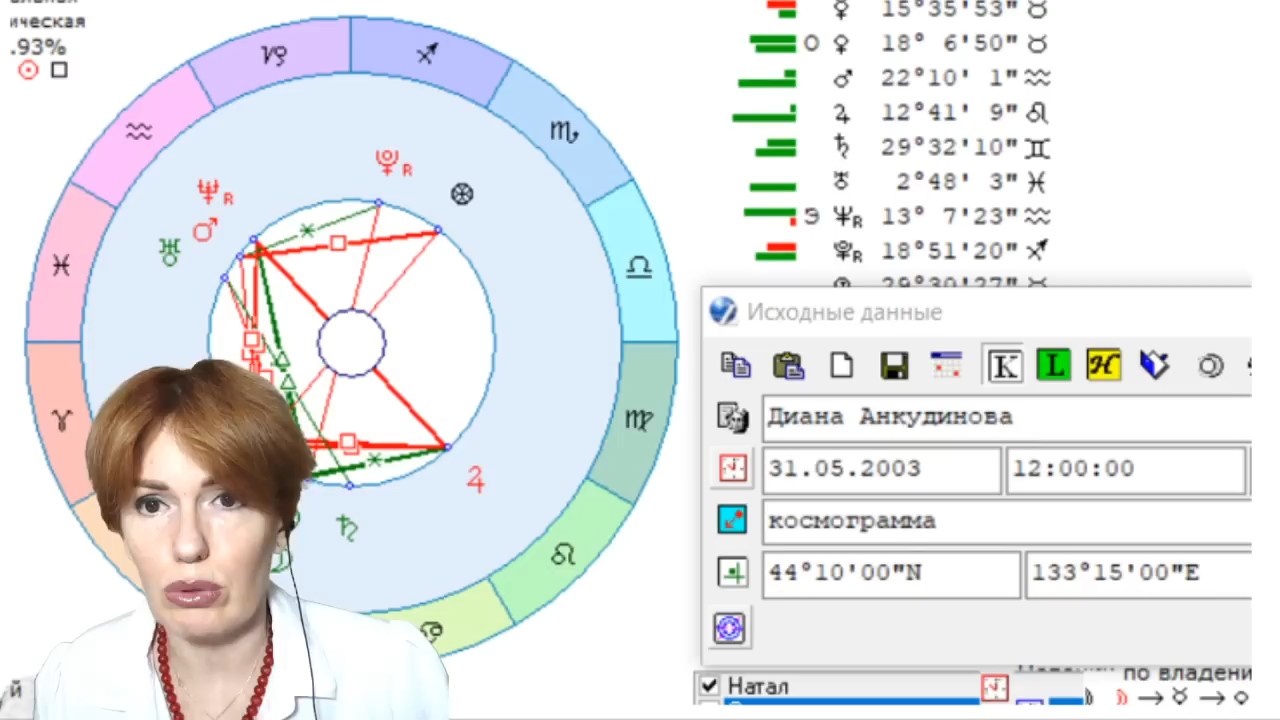 ическая
.93%
15°35'53"♉
О ♀ 18° 6'50"♉
♂ 22°10' 1"♒
♃ 12°41' 9"♌
♄ 29°32'10"♊
♅ 2°48' 3"♓
Э ♆R 13° 7'23"♒
♇R 18°51'20"♐
Исходные данные
K L H
Диана Анкудинова
31.05.2003 12:00:00
космограмма
44°10'00"N 133°15'00"E
по владени
й
Натал